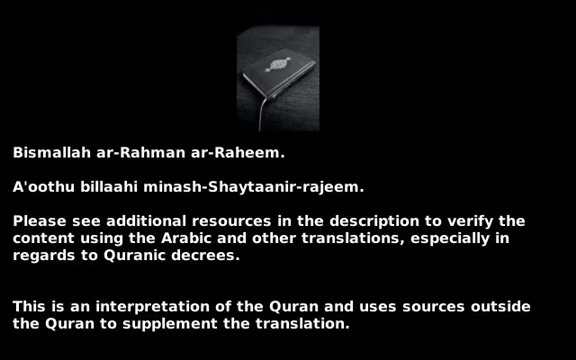 Bismallah ar-Rahman ar-Raheem.
A'oothu billaahi minash-Shaytaanir-rajeem.
Please see additional resources in the description to verify the
content using the Arabic and other translations, especially in
regards to Quranic decrees.
This is an interpretation of the Quran and uses sources outside
the Quran to supplement the translation.